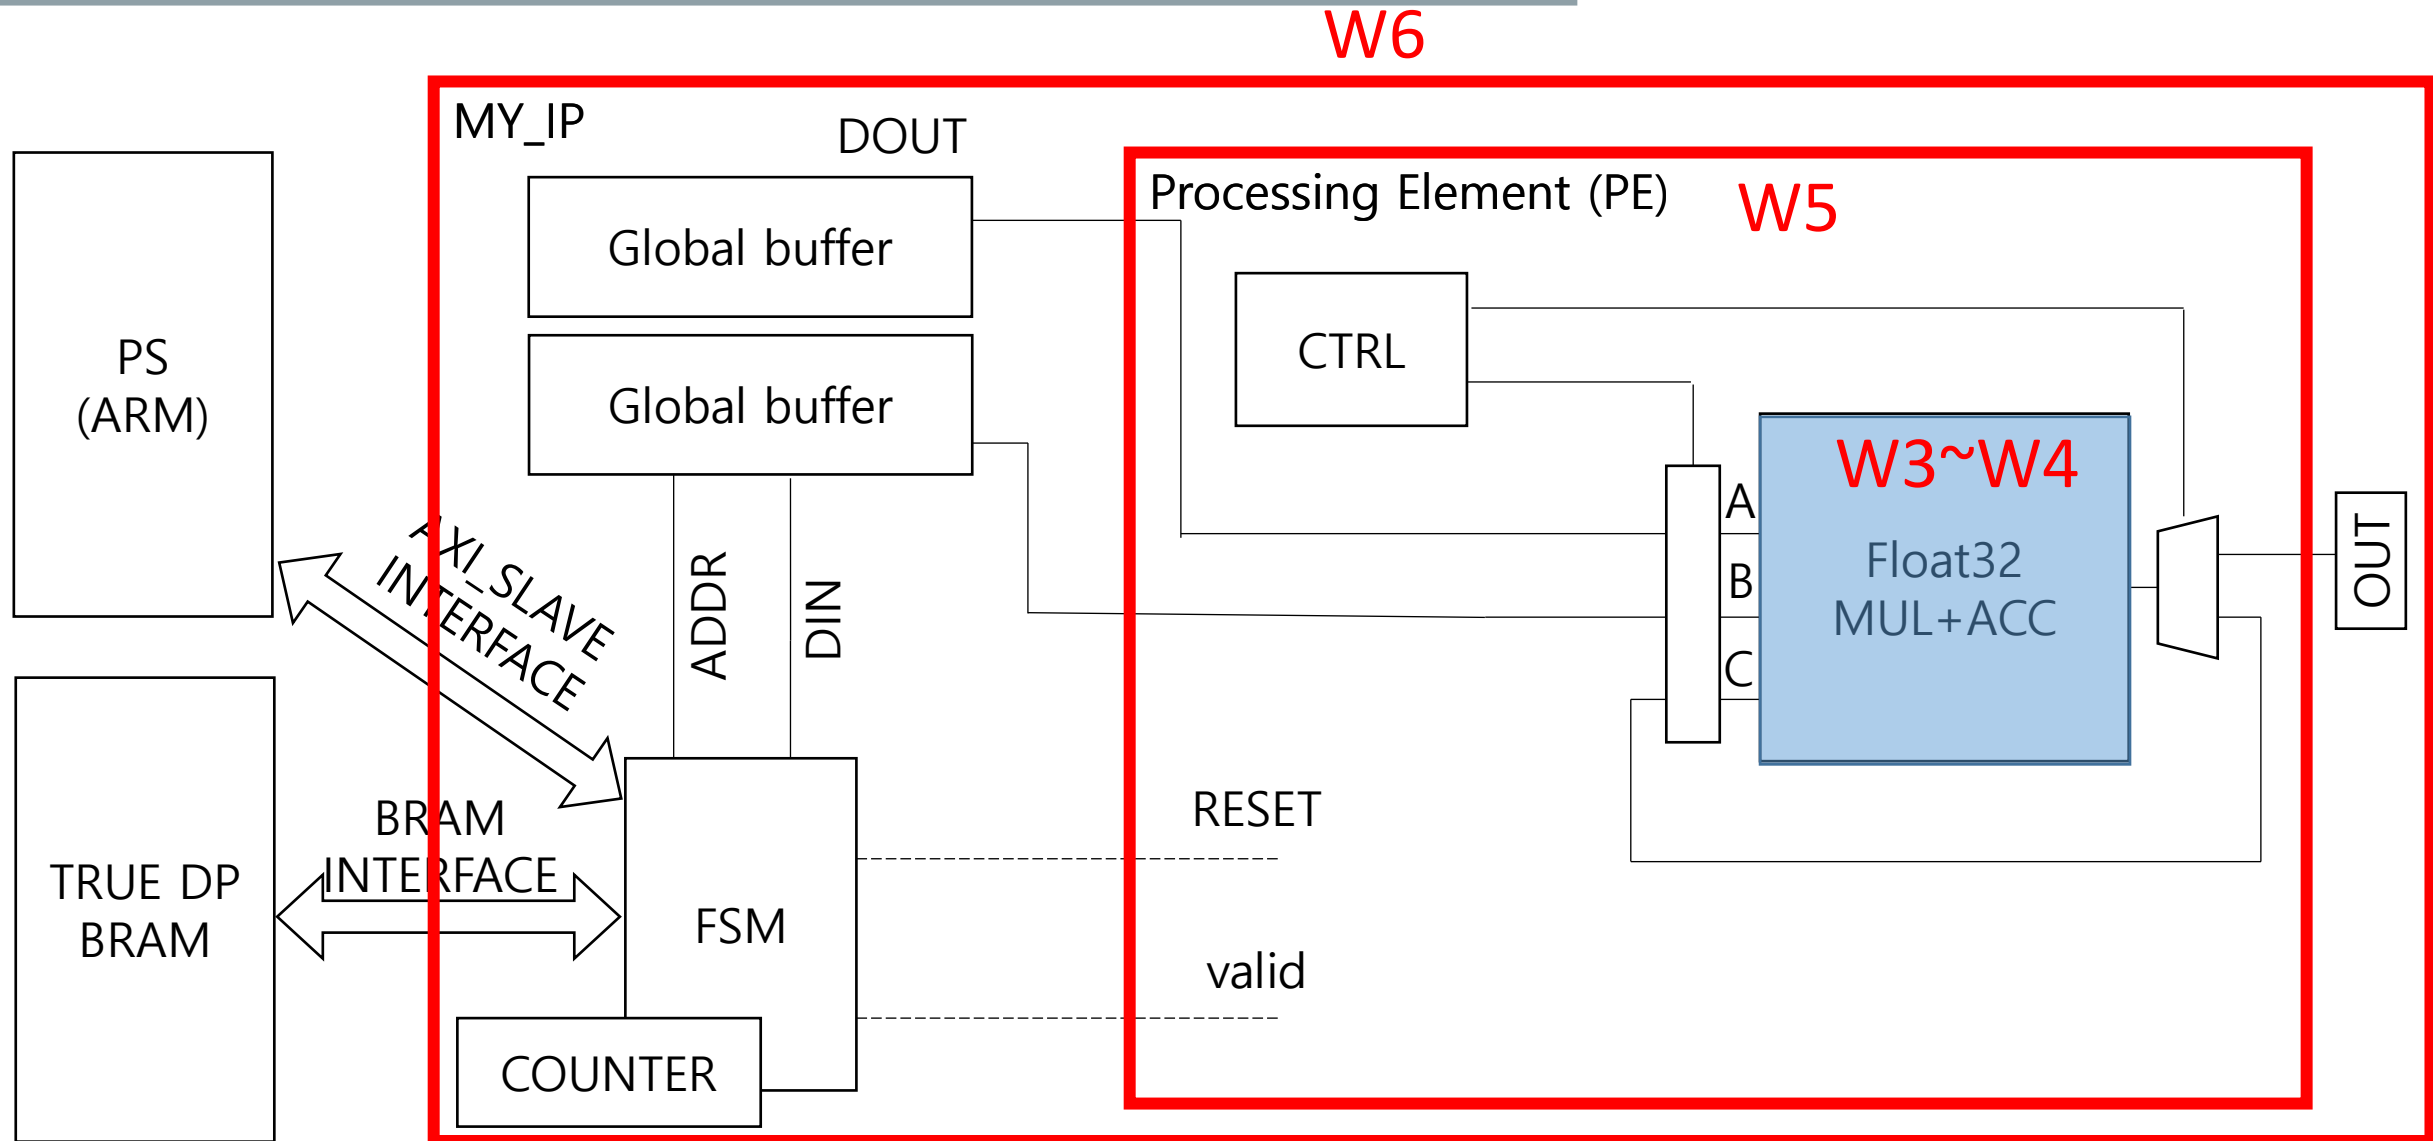 W6
MY_IP
DOUT
Processing Element (PE)
W5
Global buffer
Global buffer
CTRL
PS
(ARM)
W3~W4
A
B
C
Float32
MUL+ACC
OUT
AXI_SLAVE
INTERFACE
ADDR
DIN
RESET
BRAM
INTERFACE
TRUE DP
BRAM
FSM
valid
COUNTER